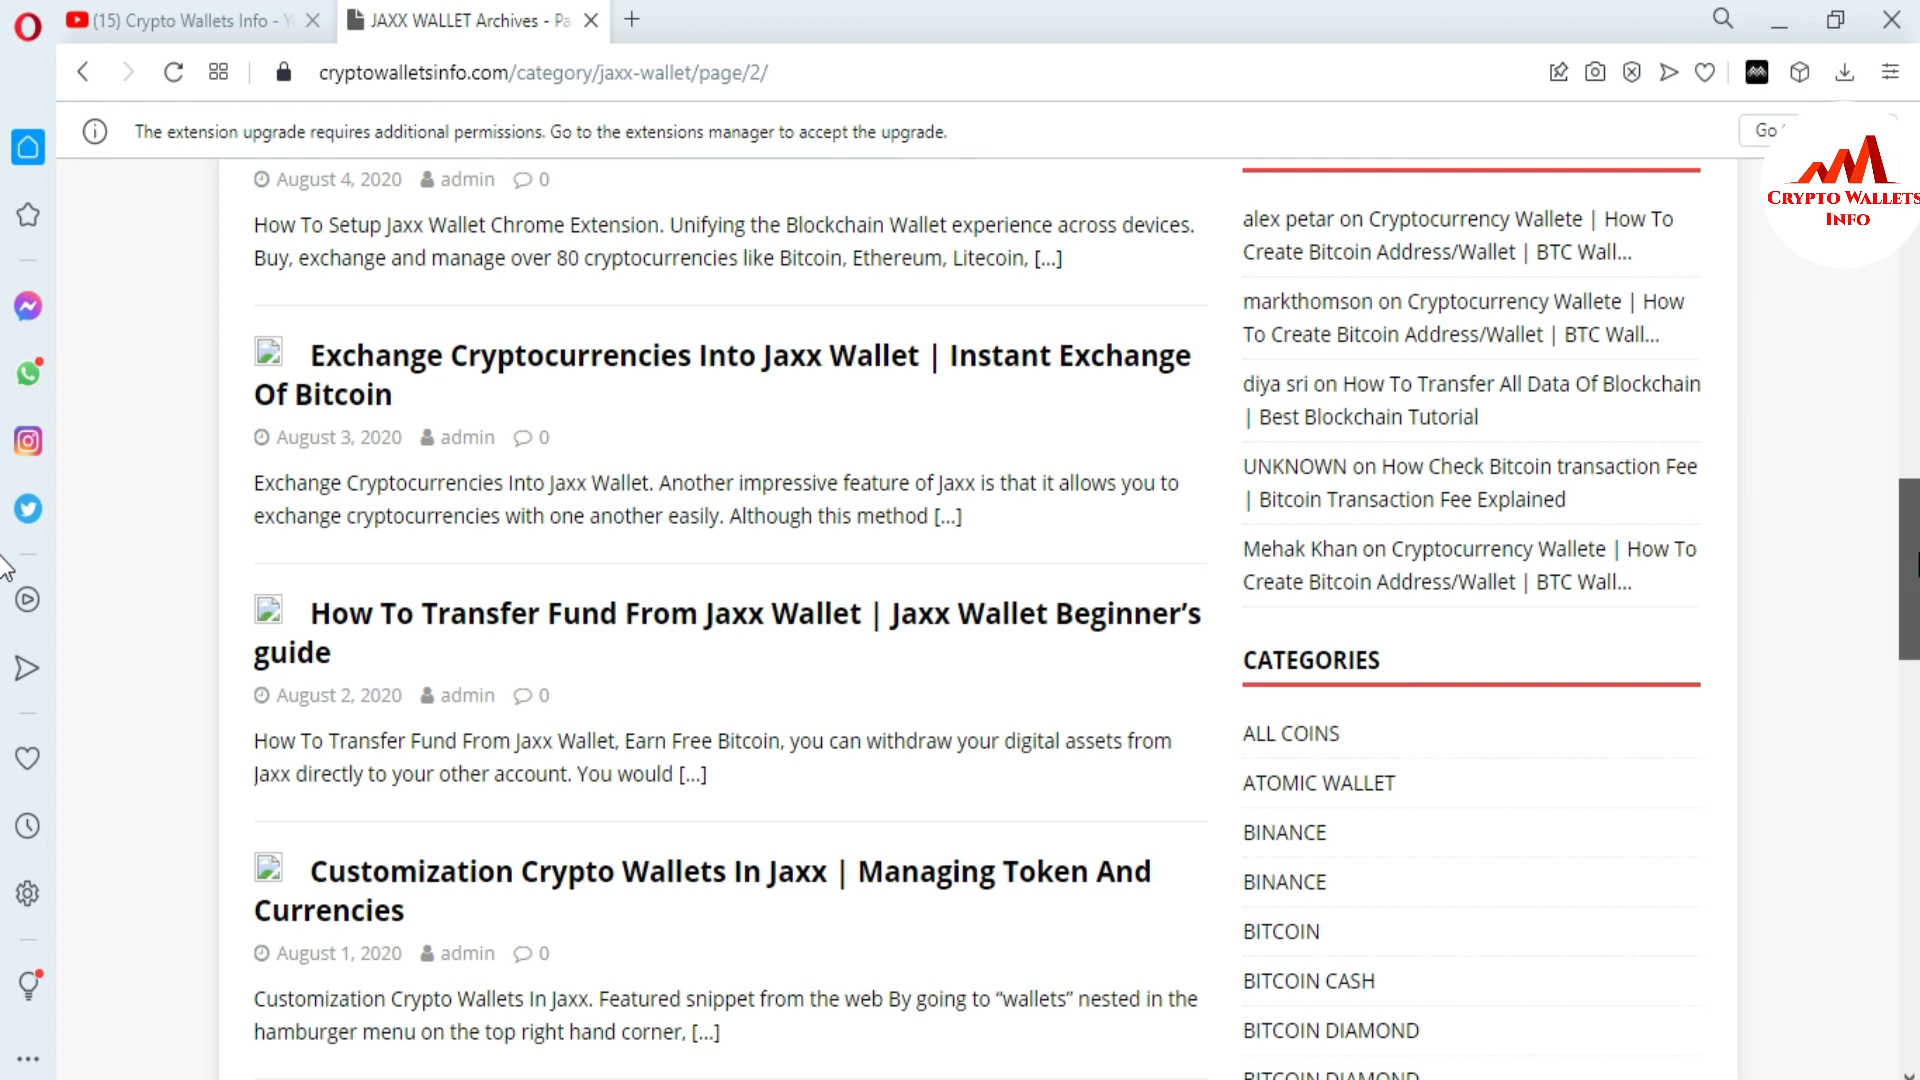 (15) Crypto Wallets Info - Y
JAXX WALLET Archives - Pa
cryptowalletsinfo.com/category/jaxx-wallet/page/2/
The extension upgrade requires additional permissions. Go to the extensions manager to accept the upgrade.
Go
CRYPTO WALLETS
INFO
August 4, 2020 admin 0
How To Setup Jaxx Wallet Chrome Extension. Unifying the Blockchain Wallet experience across devices.
Buy, exchange and manage over 80 cryptocurrencies like Bitcoin, Ethereum, Litecoin, [...]
Exchange Cryptocurrencies Into Jaxx Wallet | Instant Exchange
Of Bitcoin
August 3, 2020 admin 0
Exchange Cryptocurrencies Into Jaxx Wallet. Another impressive feature of Jaxx is that it allows you to
exchange cryptocurrencies with one another easily. Although this method [...]
How To Transfer Fund From Jaxx Wallet | Jaxx Wallet Beginner’s
guide
August 2, 2020 admin 0
How To Transfer Fund From Jaxx Wallet, Earn Free Bitcoin, you can withdraw your digital assets from
Jaxx directly to your other account. You would [...]
Customization Crypto Wallets In Jaxx | Managing Token And
Currencies
August 1, 2020 admin 0
Customization Crypto Wallets In Jaxx. Featured snippet from the web By going to “wallets” nested in the
hamburger menu on the top right hand corner, [...]
alex petar on Cryptocurrency Wallete | How To
Create Bitcoin Address/Wallet | BTC Wall...
markthomson on Cryptocurrency Wallete | How
To Create Bitcoin Address/Wallet | BTC Wall...
diya sri on How To Transfer All Data Of Blockchain
| Best Blockchain Tutorial
UNKNOWN on How Check Bitcoin transaction Fee
| Bitcoin Transaction Fee Explained
Mehak Khan on Cryptocurrency Wallete | How To
Create Bitcoin Address/Wallet | BTC Wall...
CATEGORIES
ALL COINS
ATOMIC WALLET
BINANCE
BINANCE
BITCOIN
BITCOIN CASH
BITCOIN DIAMOND
BITCOIN DIAMOND